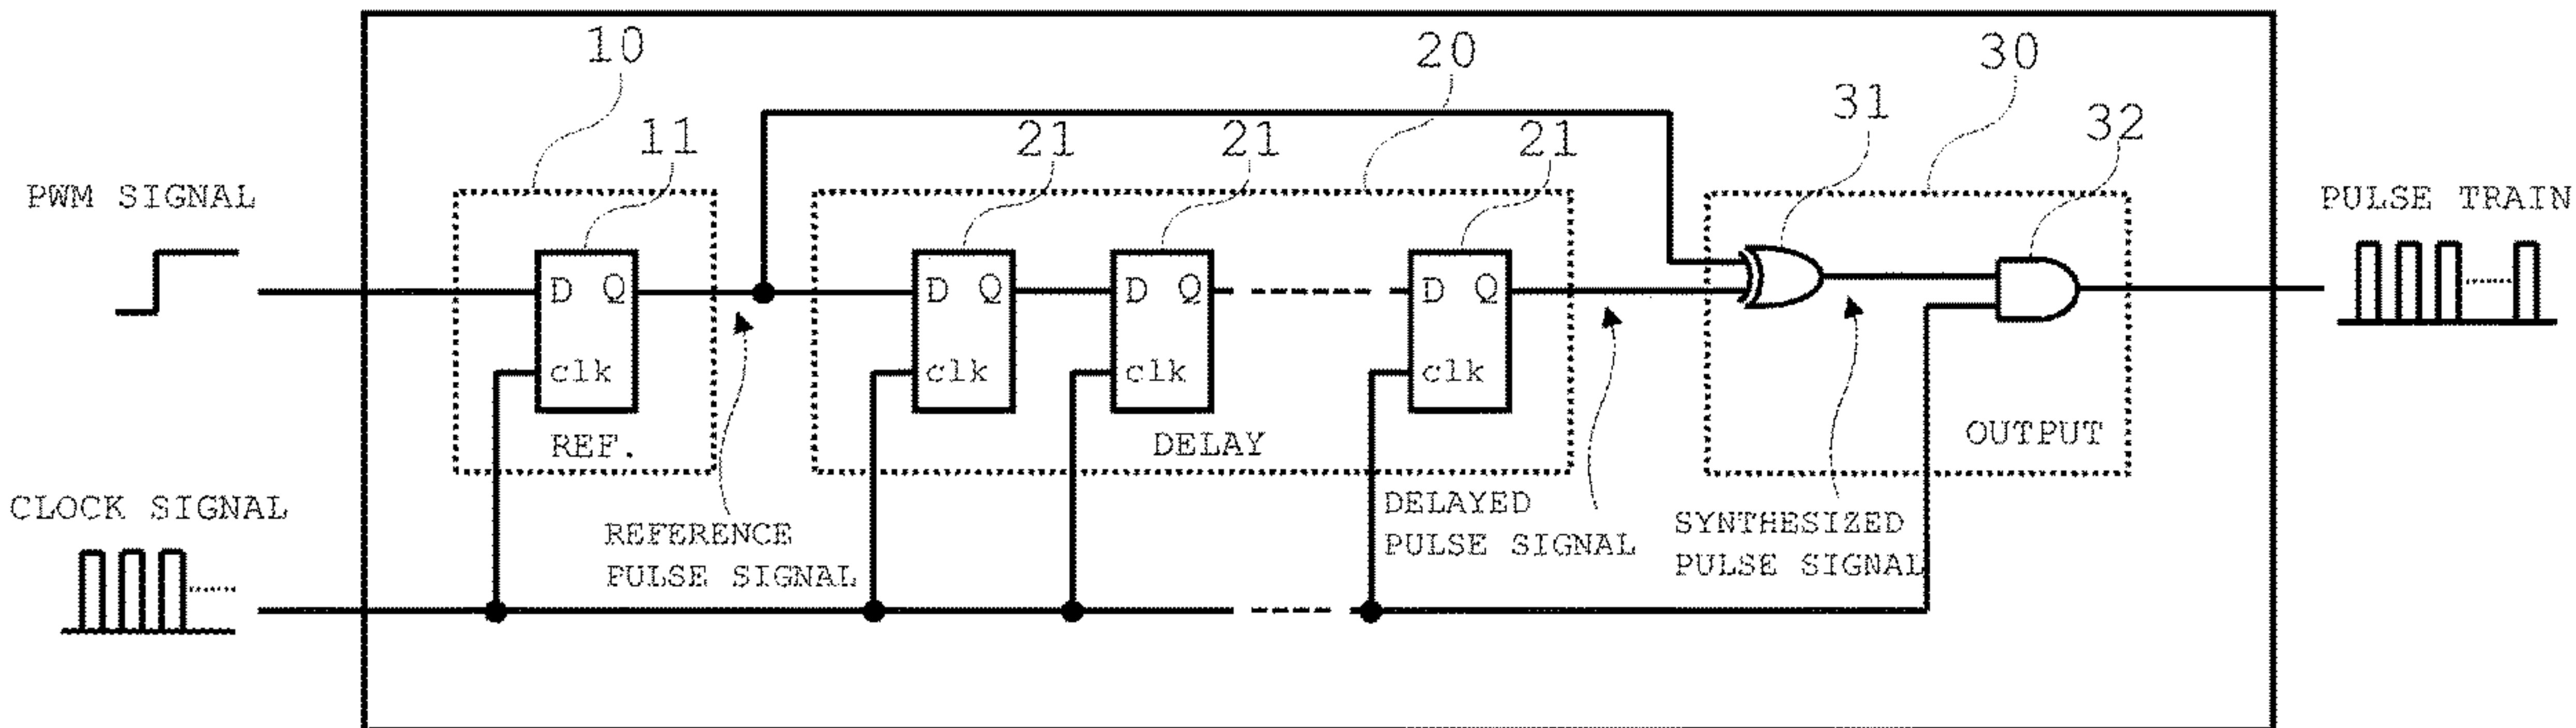 10
20
30
11
21
21
21
31
32
PWM SIGNAL
PULSE TRAIN
D Q
D Q
D Q
D Q
clk
clk
clk
clk
REF.
DELAY
OUTPUT
CLOCK SIGNAL
REFERENCE
PULSE SIGNAL
DELAYED
PULSE SIGNAL
SYNTHESIZED
PULSE SIGNAL